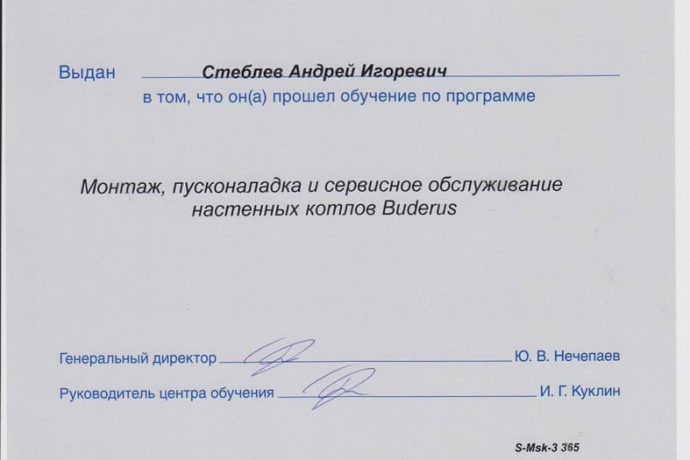 Выдан Стеблев Андрей Игоревич
в том, что он(а) прошел обучение по программе
Монтаж, пусконаладка и сервисное обслуживание
настенных котлов Buderus
Генеральный директор Ю. В. Нечепаев
Руководитель центра обучения И. Г. Куклин
S-Msk-3 365